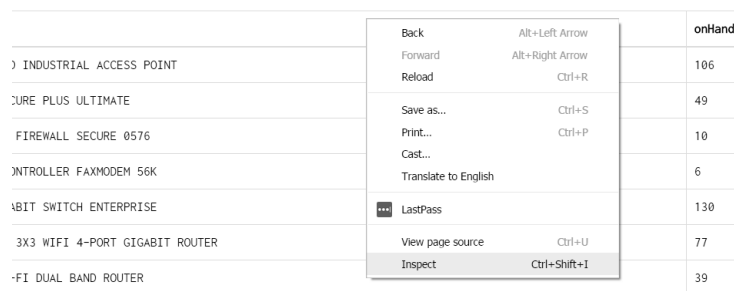 onHand
O INDUSTRIAL ACCESS POINT 106
CURE PLUS ULTIMATE 49
FIREWALL SECURE 0576 10
ONTROLLER FAXMODEM 56K 6
ABIT SWITCH ENTERPRISE 130
3X3 WIFI 4-PORT GIGABIT ROUTER 77
-FI DUAL BAND ROUTER 39
Back Alt+Left Arrow
Forward Alt+Right Arrow
Reload Ctrl+R
Save as... Ctrl+S
Print... Ctrl+P
Cast...
Translate to English
LastPass
View page source Ctrl+U
Inspect Ctrl+Shift+I